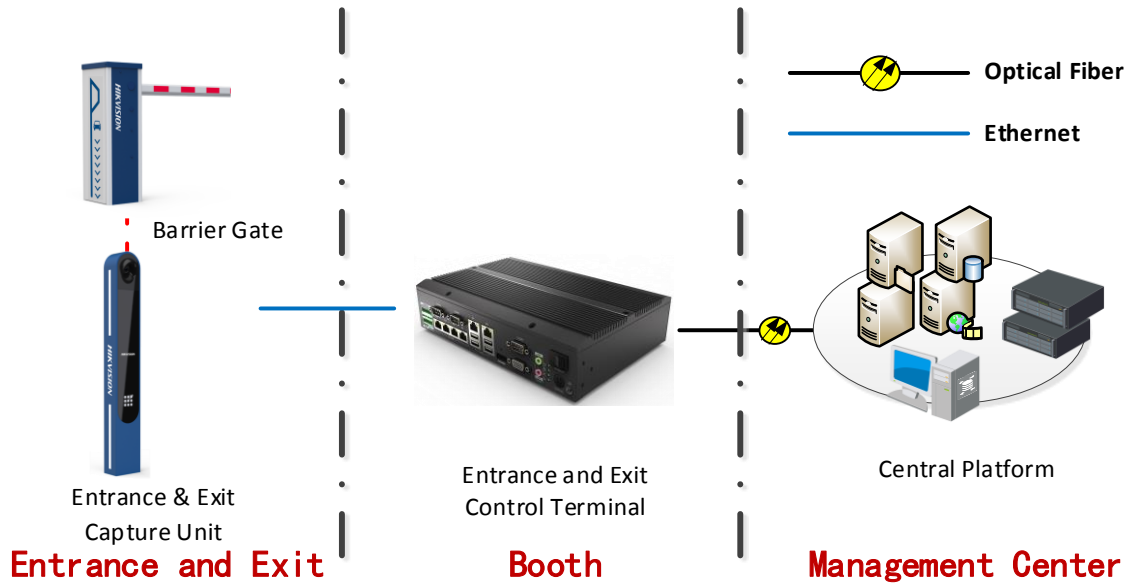 HIKVISION
Barrier Gate
HIKVISION
Entrance & Exit
Capture Unit
Entrance and Exit
Entrance and Exit
Control Terminal
Booth
Optical Fiber
Ethernet
Central Platform
Management Center